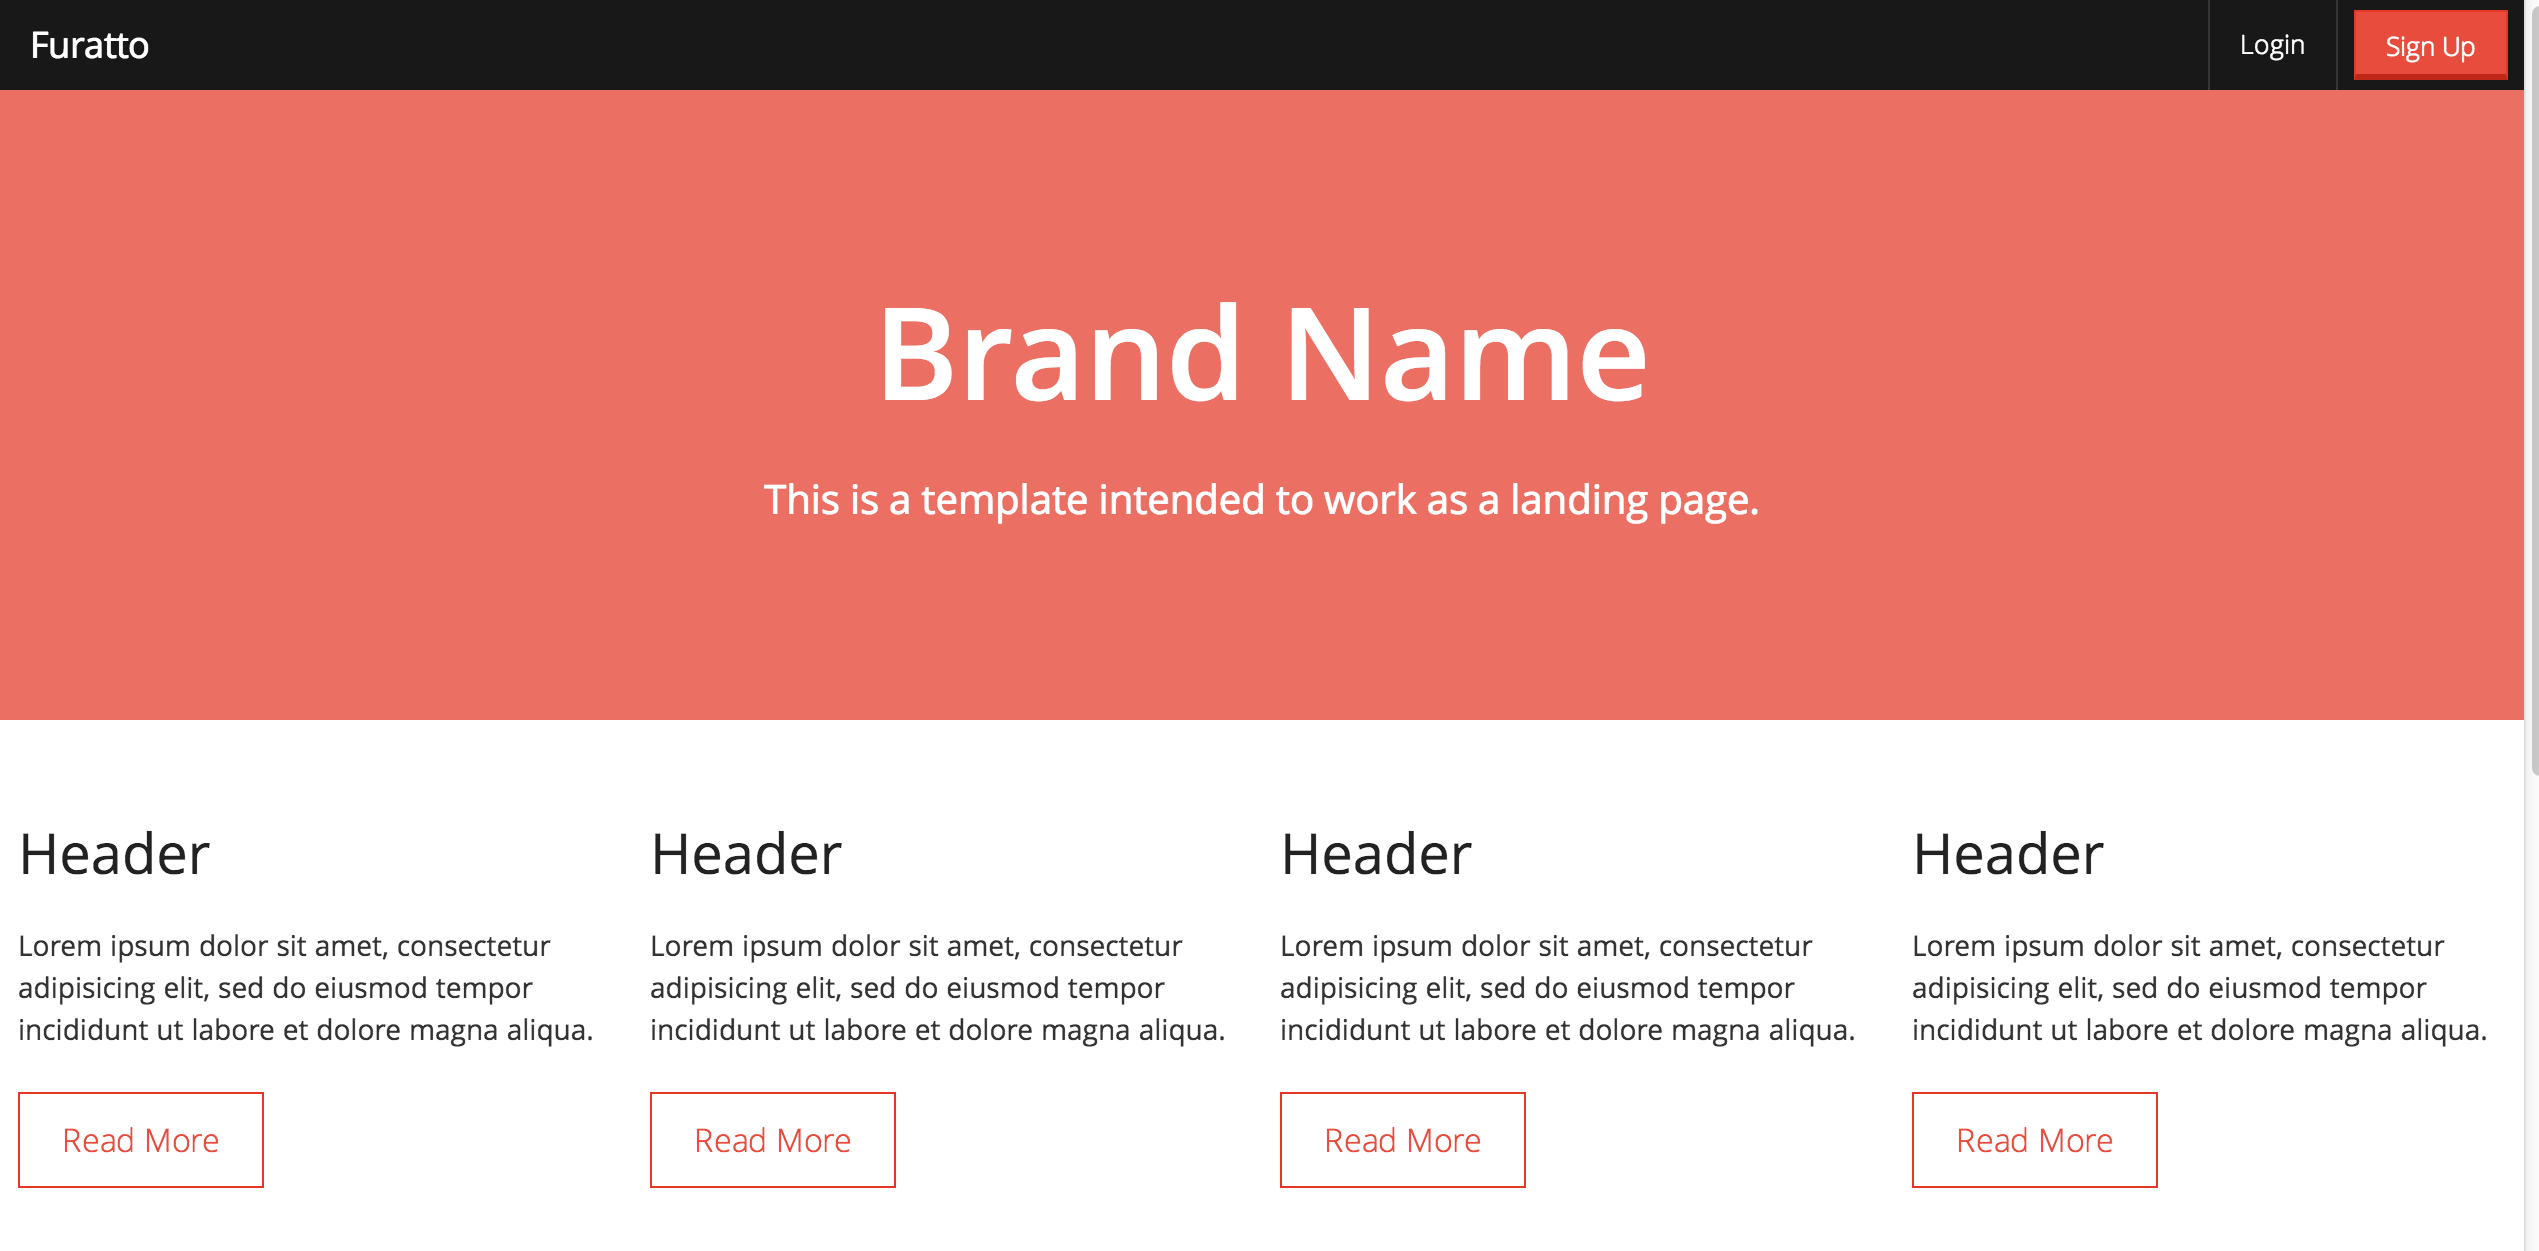 Furatto
Login
Sign Up
Brand Name
This is a template intended to work as a landing page.
Header
Lorem ipsum dolor sit amet, consectetur
adipisicing elit, sed do eiusmod tempor
incididunt ut labore et dolore magna aliqua.
Read More
Header
Lorem ipsum dolor sit amet, consectetur
adipisicing elit, sed do eiusmod tempor
incididunt ut labore et dolore magna aliqua.
Read More
Header
Lorem ipsum dolor sit amet, consectetur
adipisicing elit, sed do eiusmod tempor
incididunt ut labore et dolore magna aliqua.
Read More
Header
Lorem ipsum dolor sit amet, consectetur
adipisicing elit, sed do eiusmod tempor
incididunt ut labore et dolore magna aliqua.
Read More